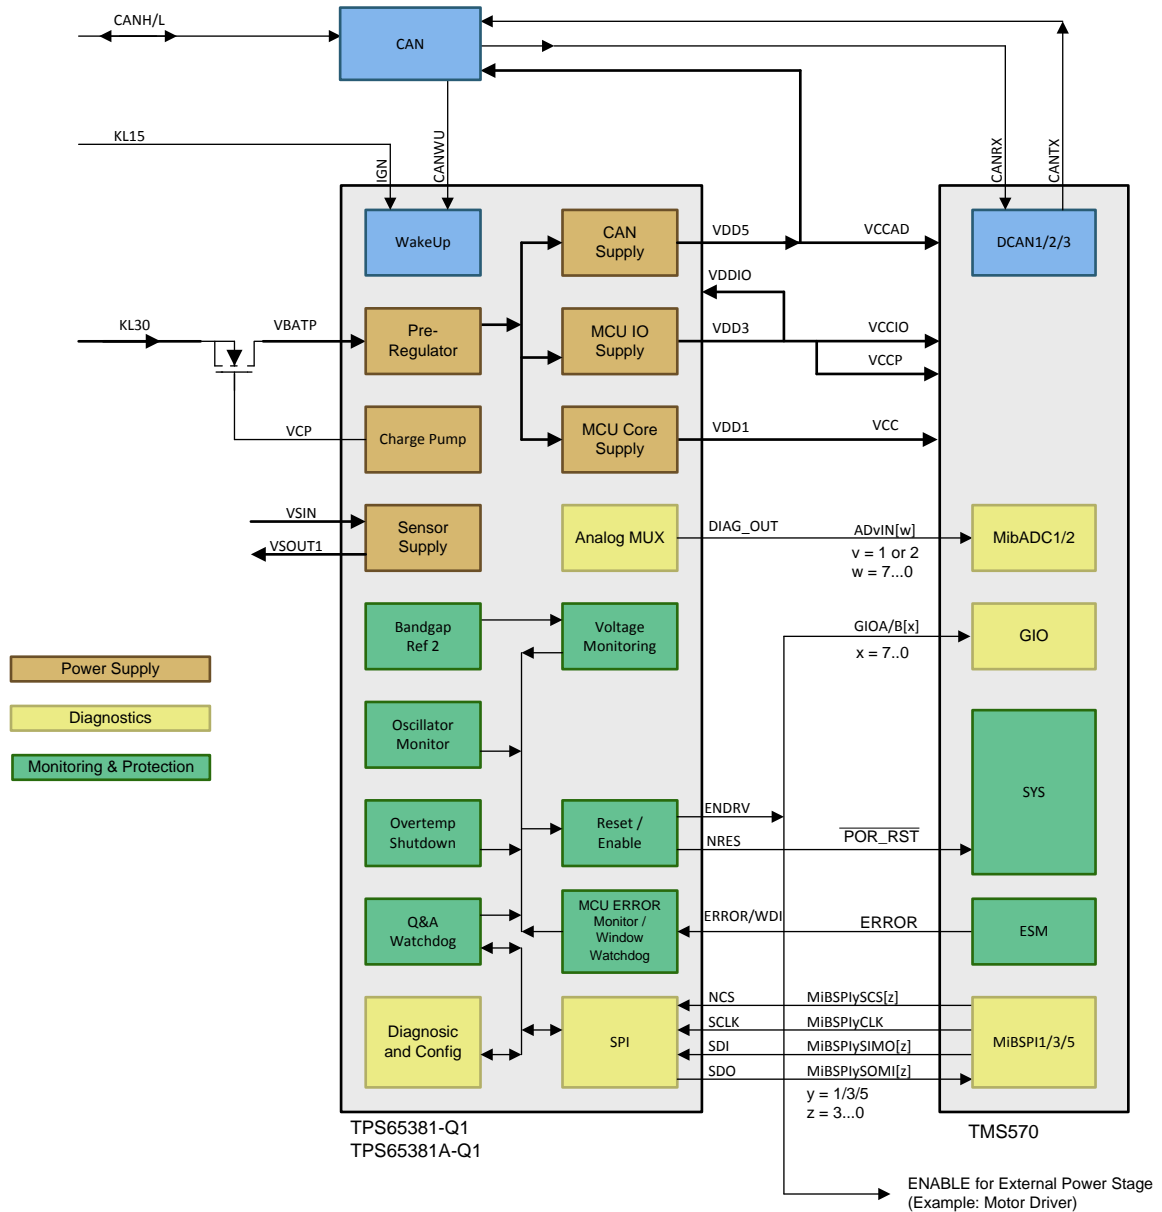 CANH/L
CAN
KL15
IGN
CANWU
CANRX
CANTX
WakeUp
CAN
Supply
VDD5
VCCAD
DCAN1/2/3
VDDIO
KL30
VBATP
Pre-
Regulator
MCU IO
Supply
VDD3
VCCIO
VCCP
VCP
Charge Pump
MCU Core
Supply
VDD1
VCC
VSIN
VSOUT1
Sensor
Supply
Analog MUX
DIAG_OUT
ADvIN[w]
v = 1 or 2
w = 7...0
MibADC1/2
Bandgap
Ref 2
Voltage
Monitoring
GIOA/B[x]
x = 7..0
GIO
Power Supply
Diagnostics
Monitoring & Protection
Oscillator
Monitor
SYS
Overtemp
Shutdown
Reset /
Enable
ENDRV
NRES
POR_RST
Q&A
Watchdog
MCU ERROR
Monitor /
Window
Watchdog
ERROR/WDI
ERROR
ESM
Diagnosic
and Config
SPI
NCS
MiBSPIySCS[z]
SCLK
MiBSPIyCLK
SDI
MiBSPIySIMO[z]
SDO
MiBSPIySOMI[z]
y = 1/3/5
z = 3...0
MiBSPI1/3/5
TPS65381-Q1
TPS65381A-Q1
TMS570
ENABLE for External Power Stage
(Example: Motor Driver)